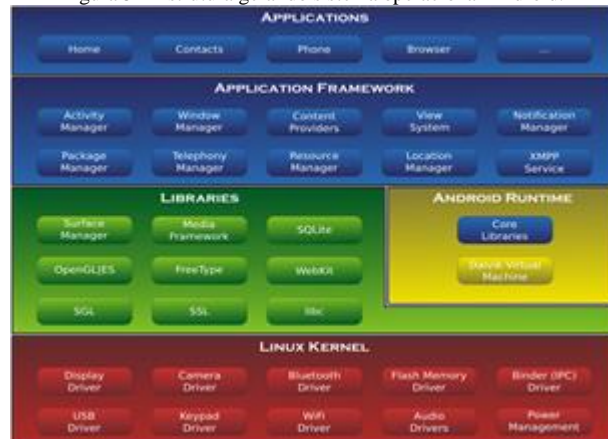 APPLICATIONS
Home Contacts Phone Browser ...
APPLICATION FRAMEWORK
Activity Manager Window Manager Content Providers View System Notification Manager
Package Manager Telephony Manager Resource Manager Location Manager XMPP Service
LIBRARIES
Surface Manager Media Framework SQLite
OpenGL|ES FreeType WebKit
SGL SSL libc
ANDROID RUNTIME
Core Libraries
Dalvik Virtual Machine
LINUX KERNEL
Display Driver Camera Driver Bluetooth Driver Flash Memory Driver Binder (IPC) Driver
USB Driver Keypad Driver WiFi Driver Audio Drivers Power Management